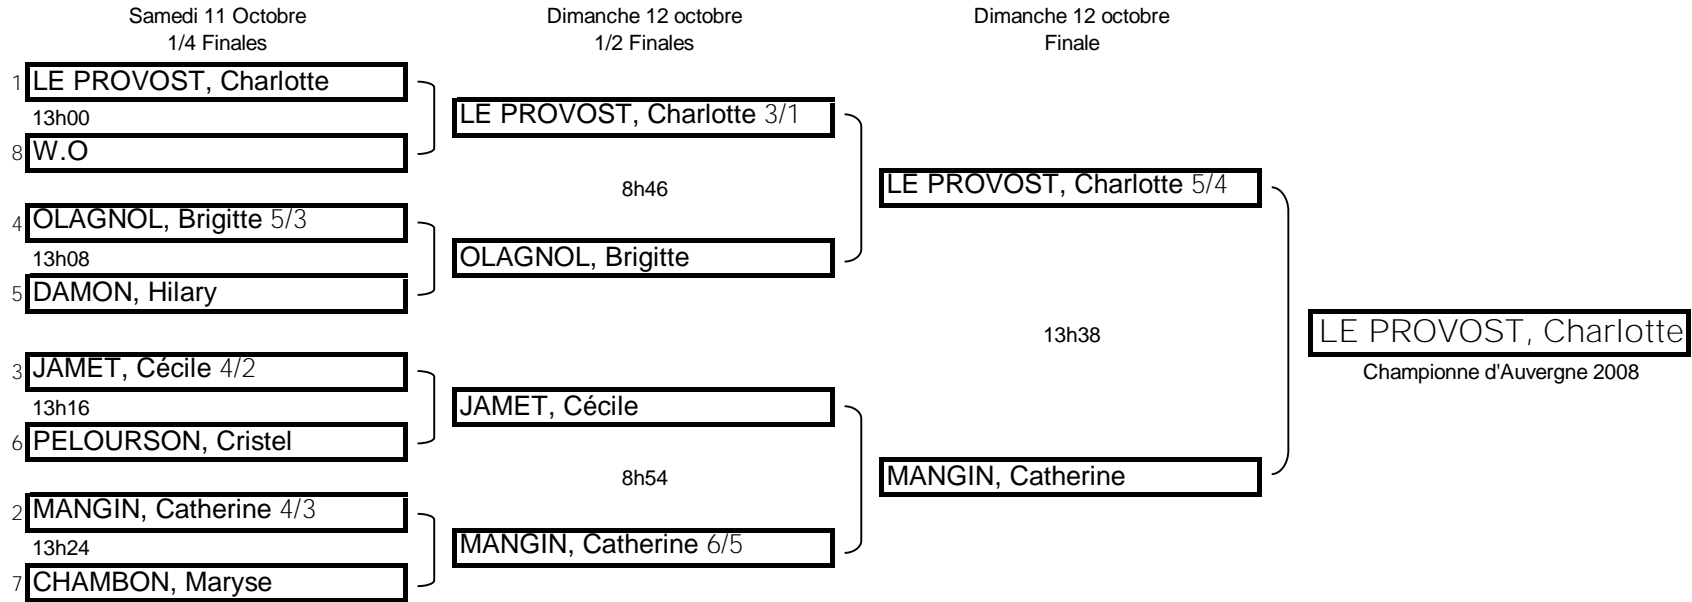 Samedi 11 Octobre
1/4 Finales
1 LE PROVOST, Charlotte
13h00
8 W.O
4 OLAGNOL, Brigitte 5/3
13h08
5 DAMON, Hilary
3 JAMET, Cécile 4/2
13h16
6 PELOURSON, Cristel
2 MANGIN, Catherine 4/3
13h24
7 CHAMBON, Maryse
Dimanche 12 octobre
1/2 Finales
LE PROVOST, Charlotte 3/1
8h46
OLAGNOL, Brigitte
JAMET, Cécile
8h54
MANGIN, Catherine 6/5
Dimanche 12 octobre
Finale
LE PROVOST, Charlotte 5/4
13h38
MANGIN, Catherine
LE PROVOST, Charlotte
Championne d'Auvergne 2008